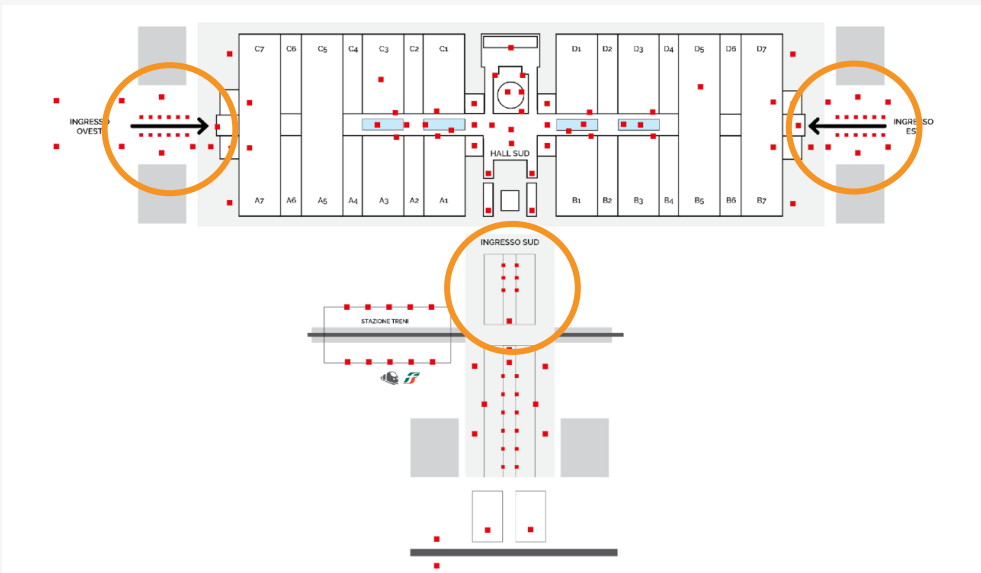 C7 C6 C5 C4 C3 C2 C1 D1 D2 D3 D4 D5 D6 D7
INGRESSO
OVEST
INGRESSO
EST
HALL SUD
A7 A6 A5 A4 A3 A2 A1 B1 B2 B3 B4 B5 B6 B7
INGRESSO SUD
STAZIONE TRENI